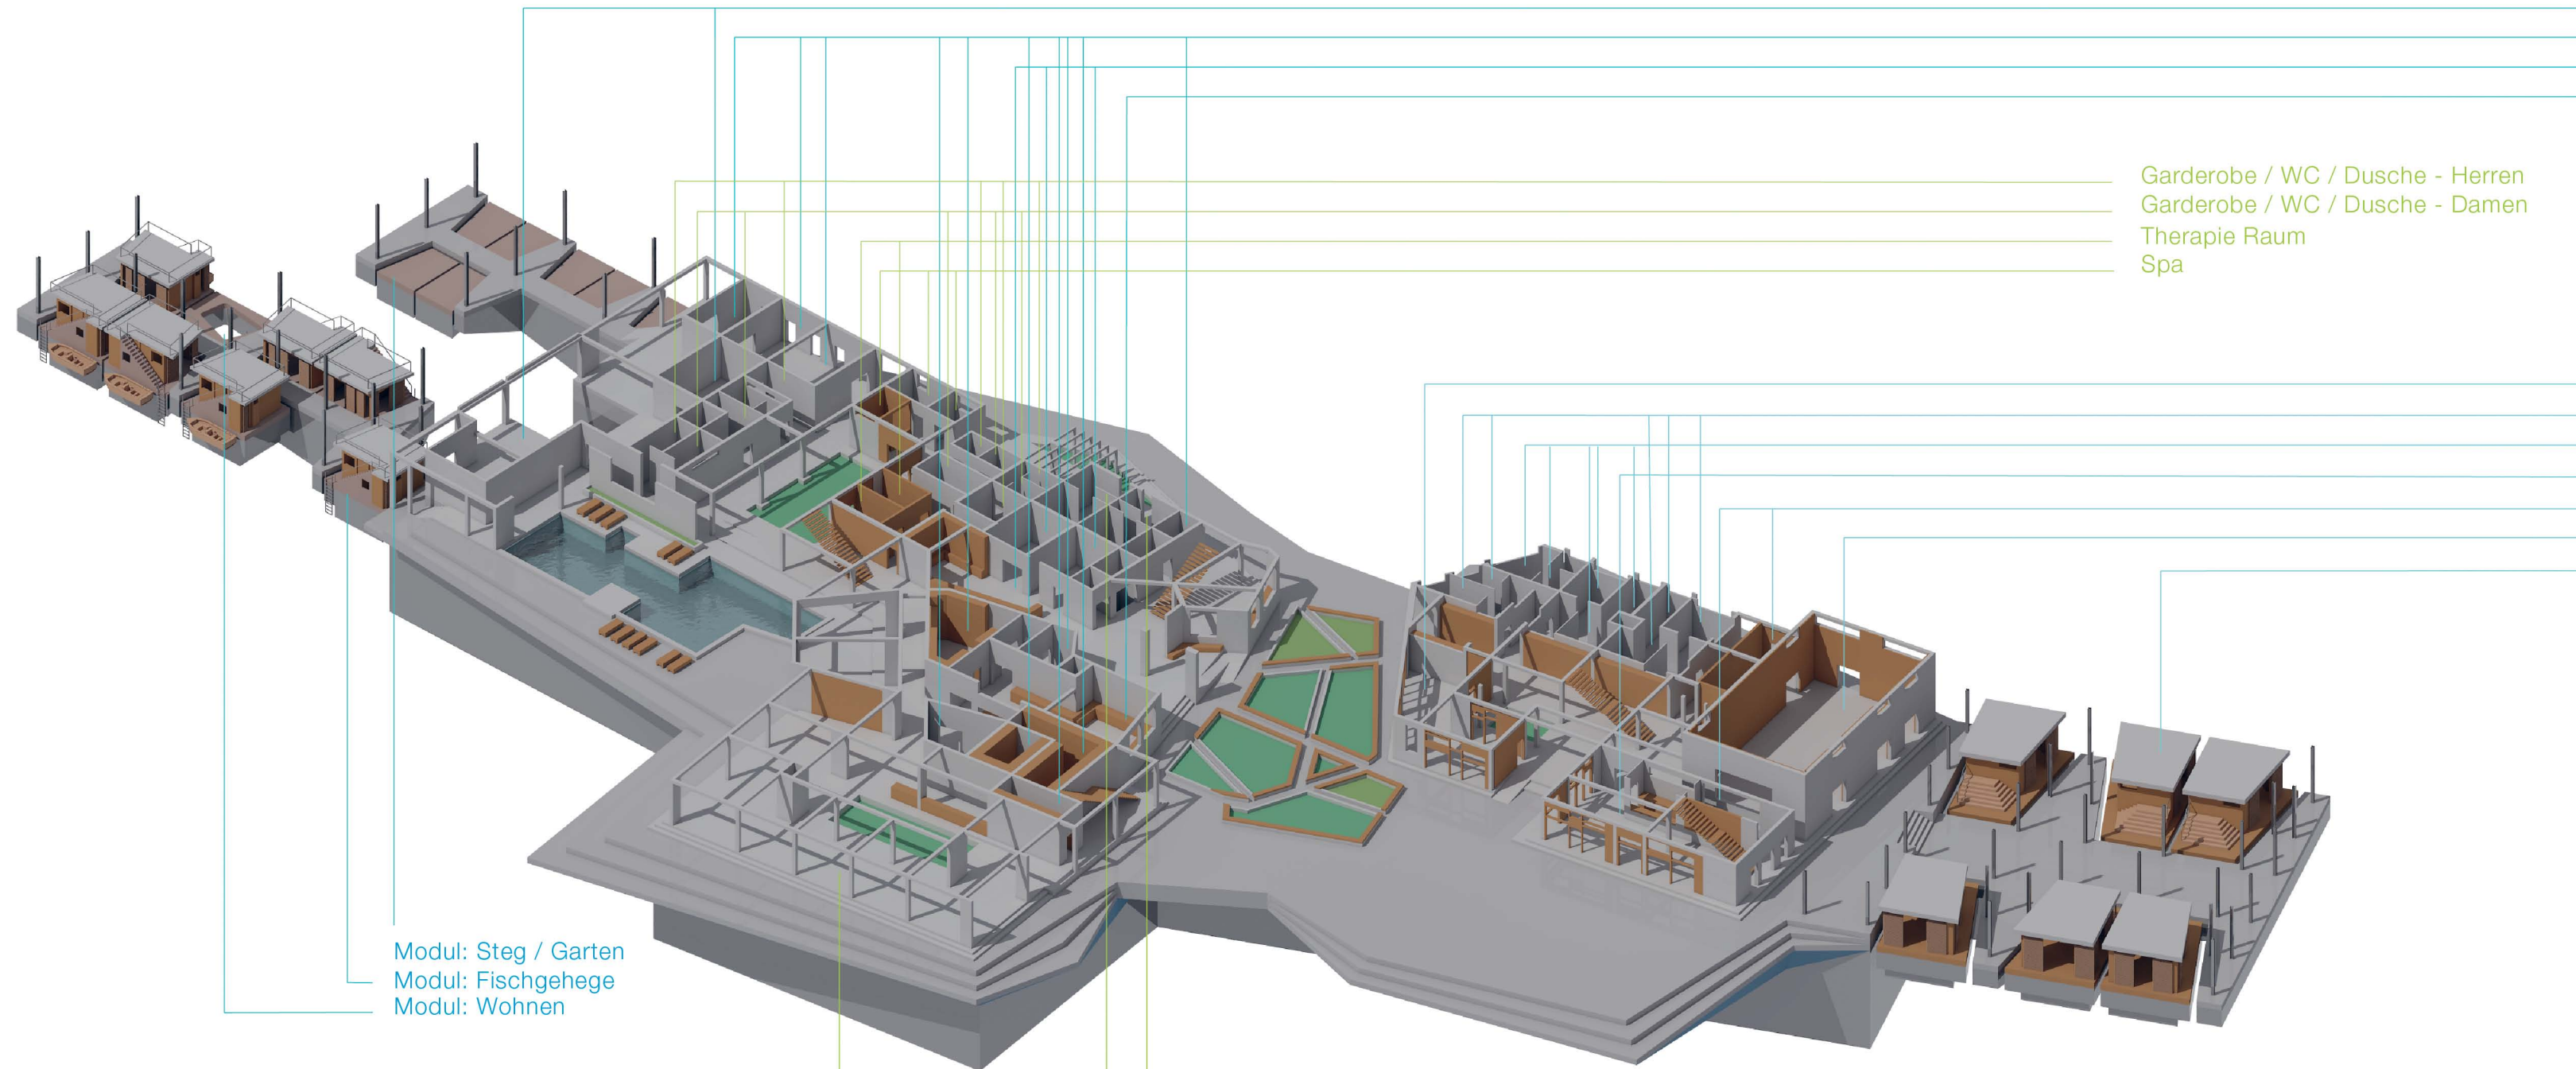 Garderobe / WC / Dusche - Herren
Garderobe / WC / Dusche - Damen
Therapie Raum
Spa
Modul: Steg / Garten
Modul: Fischgehege
Modul: Wohnen